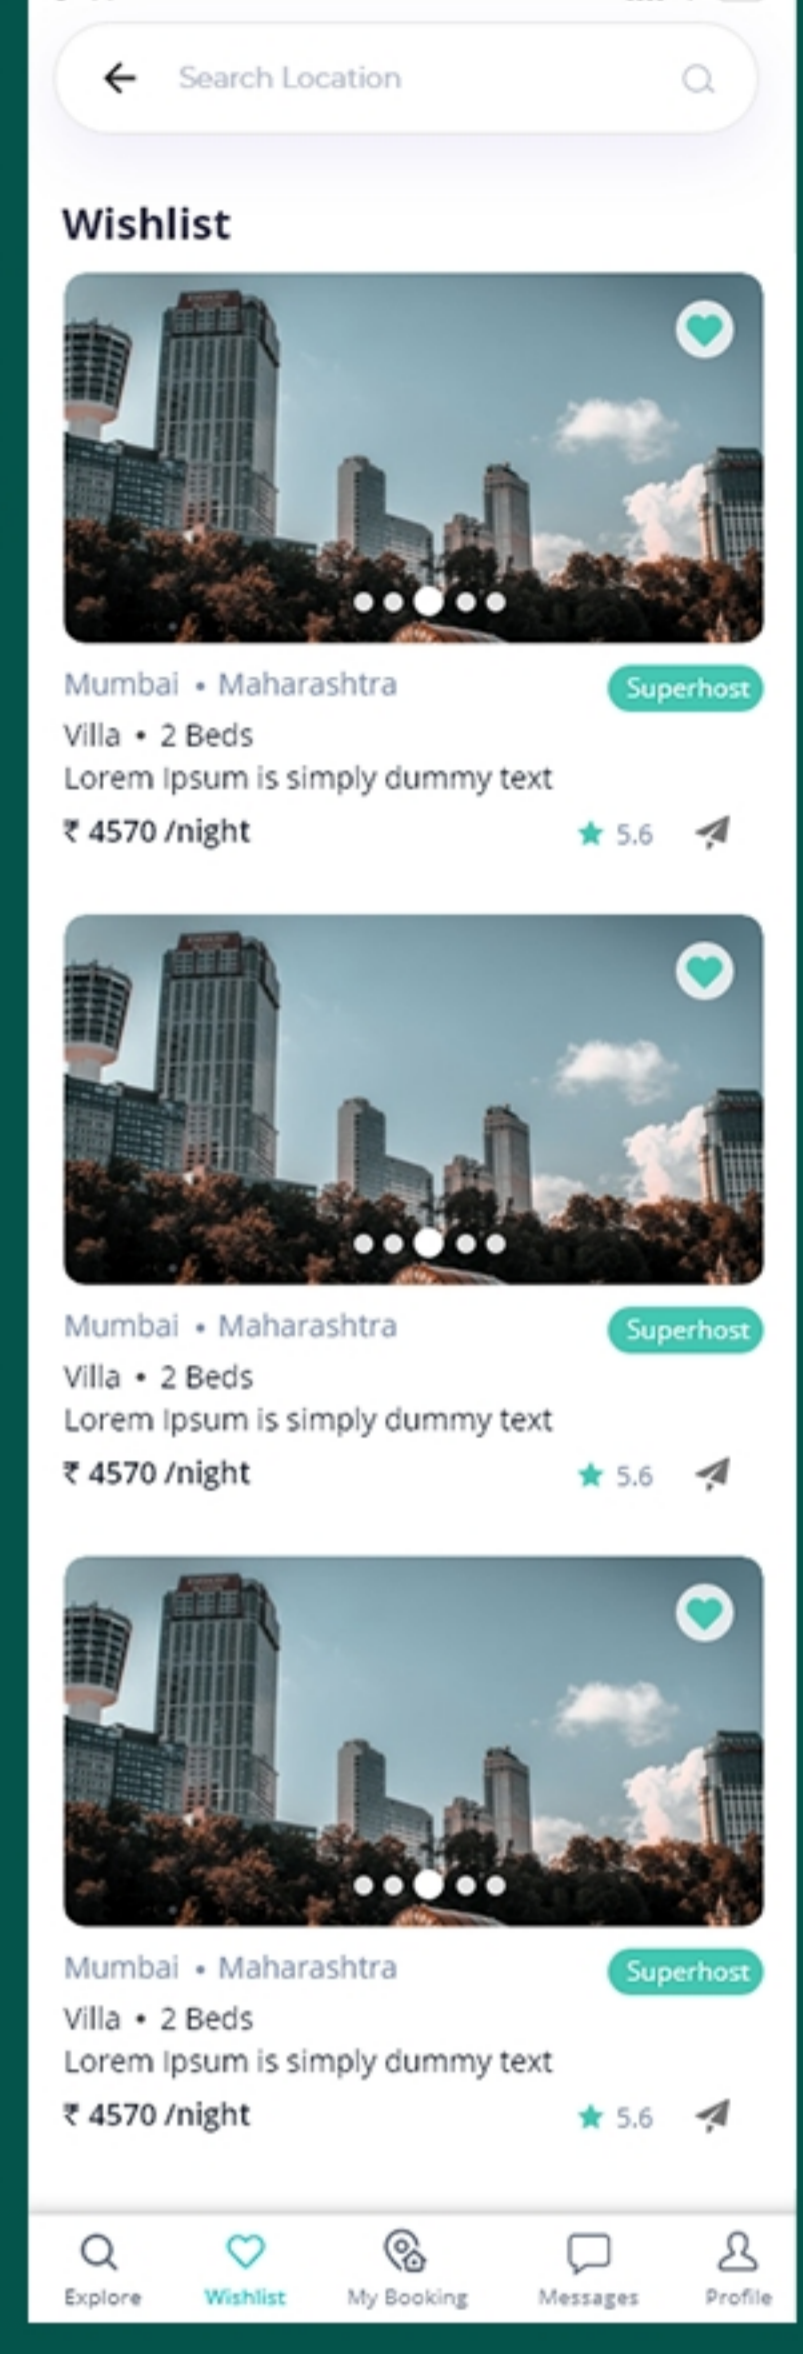 Search Location
Wishlist
Mumbai • Maharashtra
Superhost
Villa • 2 Beds
Lorem Ipsum is simply dummy text
₹ 4570 /night
5.6
Mumbai • Maharashtra
Superhost
Villa • 2 Beds
Lorem Ipsum is simply dummy text
₹ 4570 /night
5.6
Mumbai • Maharashtra
Superhost
Villa • 2 Beds
Lorem Ipsum is simply dummy text
₹ 4570 /night
5.6
Explore
Wishlist
My Booking
Messages
Profile